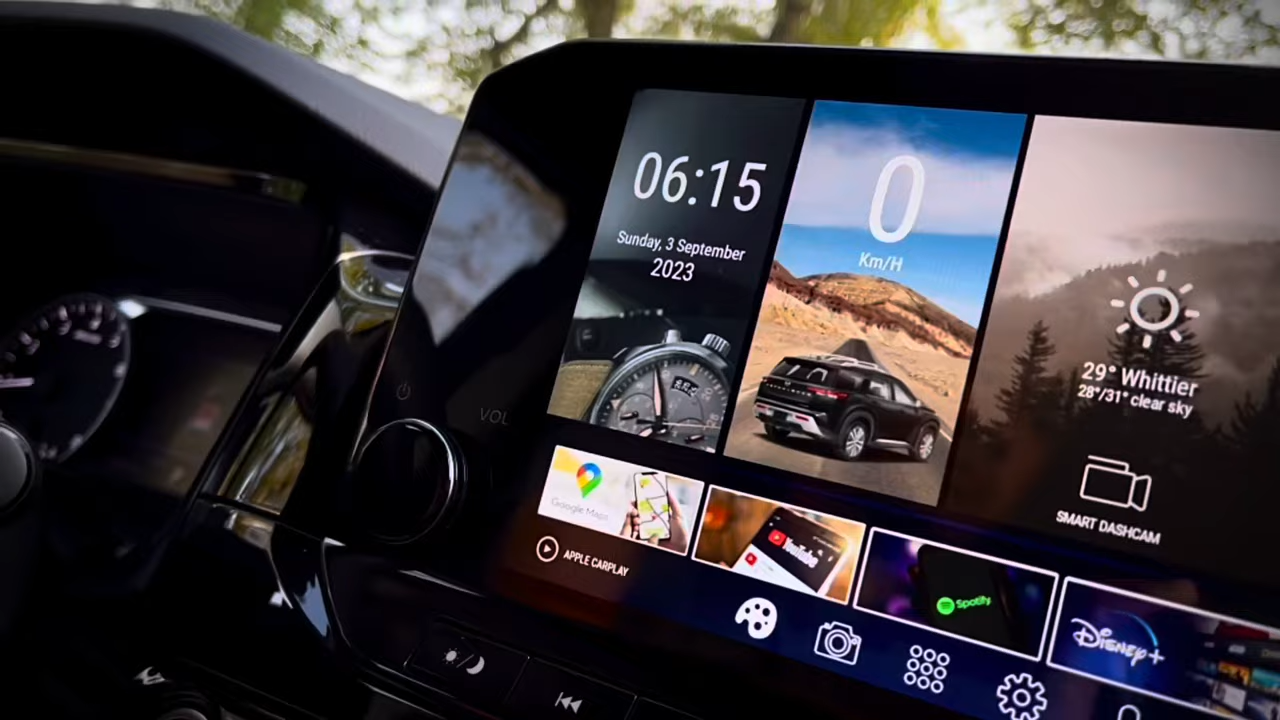 06:15
Sunday, 3 September
2023
0
Km/H
29° Whittier
28°/31° clear sky
SMART DASHCAM
VOL
Google Maps
YouTube
Spotify
Disney+
APPLE CARPLAY